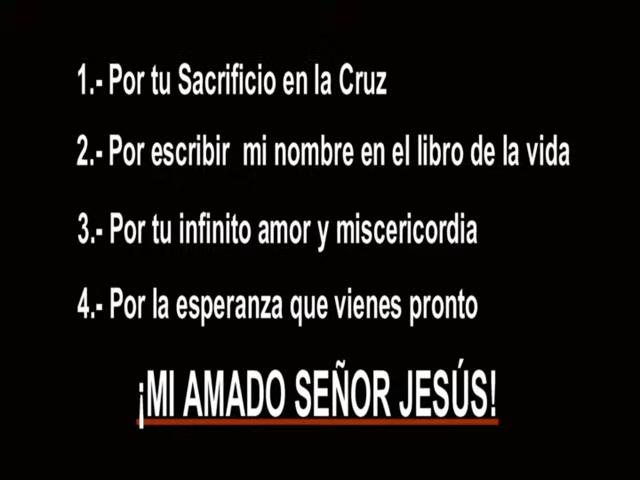 1.- Por tu Sacrificio en la Cruz
2.- Por escribir  mi nombre en el libro de la vida
3.- Por tu infinito amor y miscericordia
4.- Por la esperanza que vienes pronto
¡MI AMADO SEÑOR JESÚS!